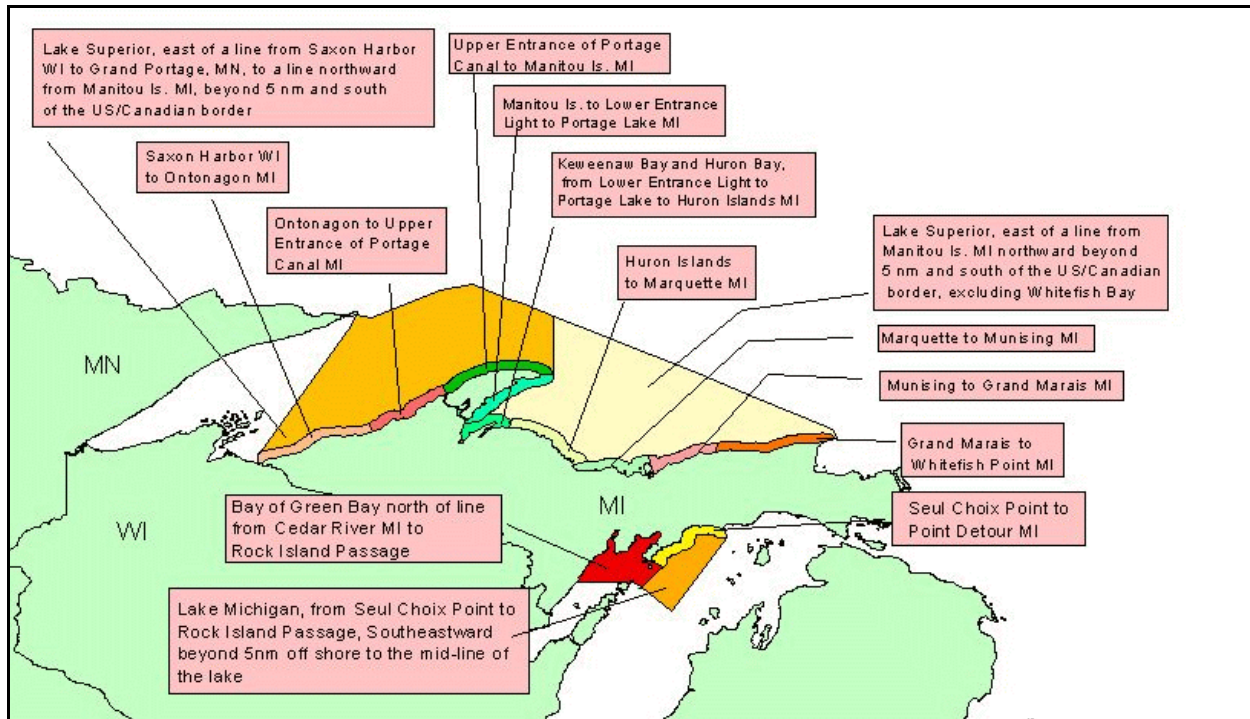 Lake Superior, east of a line from Saxon Harbor
WI to Grand Portage, MN, to a line northward
from Manitou Is. MI, beyond 5 nm and south
of the US/Canadian border
Upper Entrance of Portage
Canal to Manitou Is. MI
Manitou Is. to Lower Entrance
Light to Portage Lake MI
Saxon Harbor WI
to Ontonagon MI
Keweenaw Bay and Huron Bay,
from Lower Entrance Light to
Portage Lake to Huron Islands MI
Ontonagon to Upper
Entrance of Portage
Canal MI
Huron Islands
to Marquette MI
Lake Superior, east of a line from
Manitou Is. MI northward beyond
5 nm and south of the US/Canadian
border, excluding Whitefish Bay
Marquette to Munising MI
MN
Munising to Grand Marais MI
Grand Marais to
Whitefish Point MI
Bay of Green Bay north of line
from Cedar River MI to
Rock Island Passage
MI
WI
Seul Choix Point to
Point Detour MI
Lake Michigan, from Seul Choix Point to
Rock Island Passage, Southeastward
beyond 5nm off shore to the mid-line of
the lake